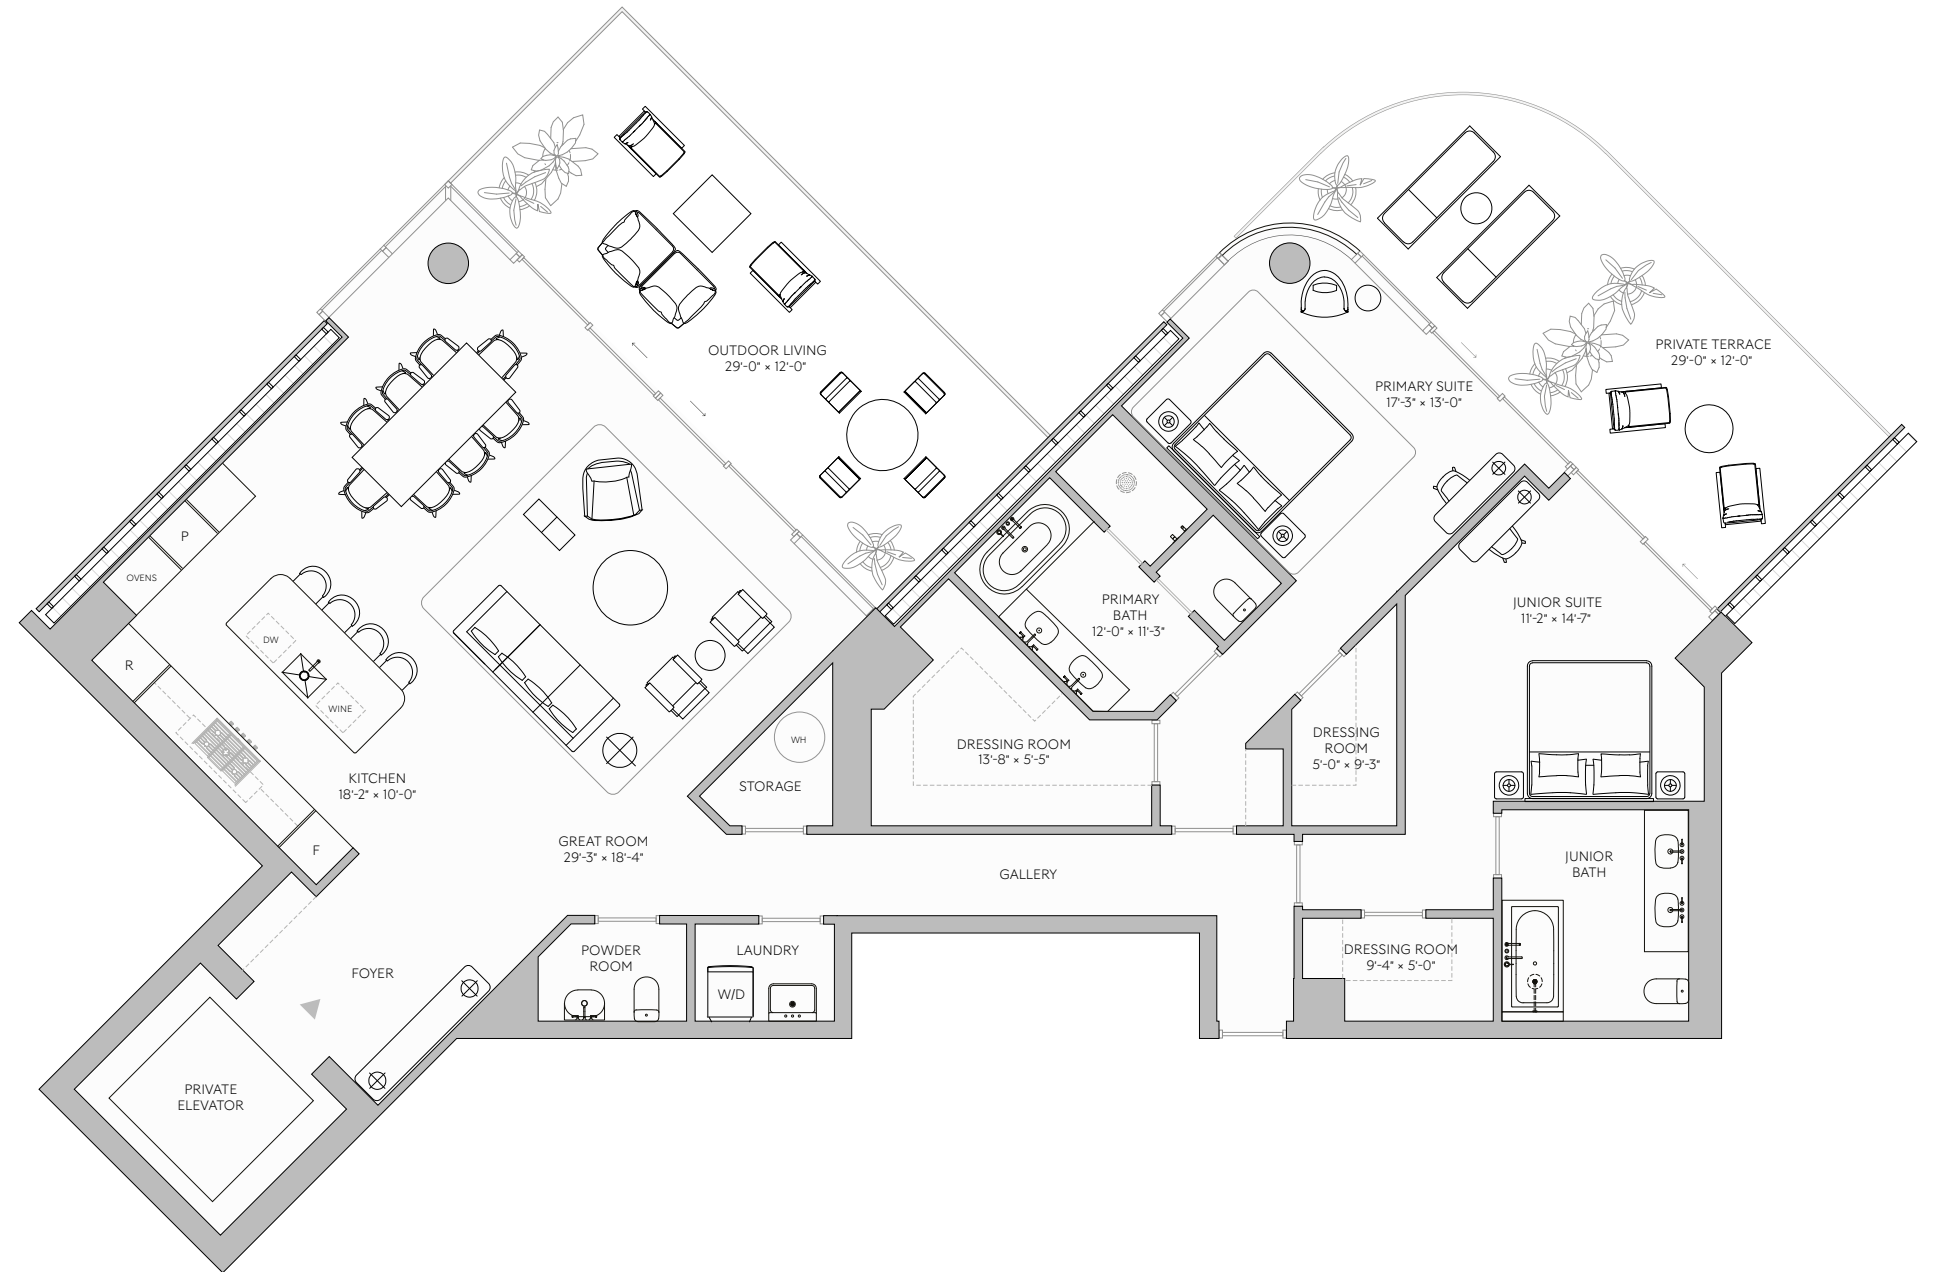 OUTDOOR LIVING
29'-0" × 12'-0"
PRIVATE TERRACE
29'-0" × 12'-0"
PRIMARY SUITE
17'-3" × 13'-0"
P
OVENS
PRIMARY
BATH
12'-0" × 11'-3"
JUNIOR SUITE
11'-2" × 14'-7"
DW
R
WINE
WH
DRESSING ROOM
13'-8" × 5'-5"
DRESSING
ROOM
5'-0" × 9'-3"
KITCHEN
18'-2" × 10'-0"
STORAGE
F
GREAT ROOM
29'-3" × 18'-4"
GALLERY
JUNIOR
BATH
POWDER
ROOM
LAUNDRY
DRESSING ROOM
9'-4" × 5'-0"
FOYER
W/D
PRIVATE
ELEVATOR